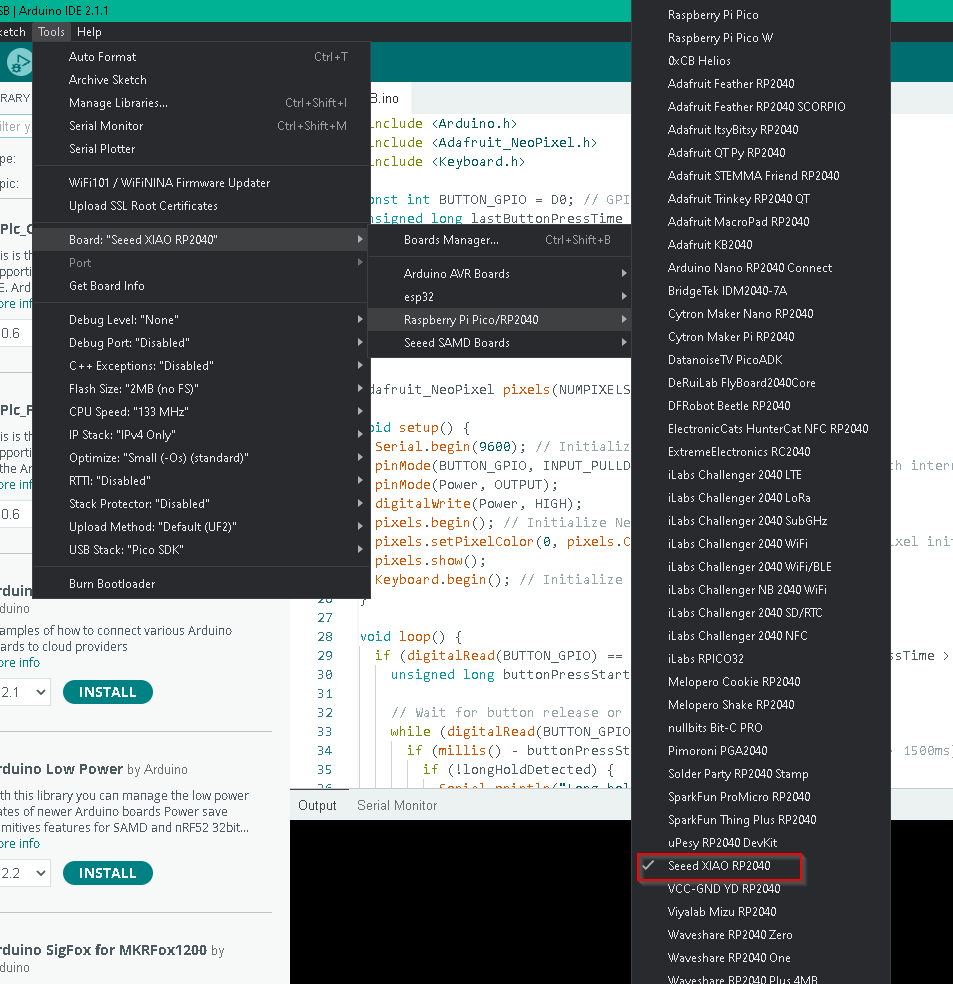 SB | Arduino IDE 2.1.1
ketch Tools Help
Auto Format Ctrl+T
Archive Sketch
Manage Libraries... Ctrl+Shift+I
Serial Monitor Ctrl+Shift+M
Serial Plotter
WiFi101 / WiFiNINA Firmware Updater
Upload SSL Root Certificates
Board: "Seeed XIAO RP2040"
Port
Get Board Info
Debug Level: "None"
Debug Port: "Disabled"
C++ Exceptions: "Disabled"
Flash Size: "2MB (no FS)"
CPU Speed: "133 MHz"
IP Stack: "IPv4 Only"
Optimize: "Small (-Os) (standard)"
RTTI: "Disabled"
Stack Protector: "Disabled"
Upload Method: "Default (UF2)"
USB Stack: "Pico SDK"
Burn Bootloader
Boards Manager... Ctrl+Shift+B
Arduino AVR Boards
esp32
Raspberry Pi Pico/RP2040
Seeed SAMD Boards
Raspberry Pi Pico
Raspberry Pi Pico W
0xCB Helios
Adafruit Feather RP2040
Adafruit Feather RP2040 SCORPIO
Adafruit ItsyBitsy RP2040
Adafruit QT Py RP2040
Adafruit STEMMA Friend RP2040
Adafruit Trinkey RP2040 QT
Adafruit MacroPad RP2040
Adafruit KB2040
Arduino Nano RP2040 Connect
BridgeTek IDM2040-7A
Cytron Maker Nano RP2040
Cytron Maker Pi RP2040
DatanoiseTV PicoADK
DeRuiLab FlyBoard2040Core
DFRobot Beetle RP2040
ElectronicCats HunterCat NFC RP2040
ExtremeElectronics RC2040
iLabs Challenger 2040 LTE
iLabs Challenger 2040 LoRa
iLabs Challenger 2040 SubGHz
iLabs Challenger 2040 WiFi
iLabs Challenger 2040 WiFi/BLE
iLabs Challenger NB 2040 WiFi
iLabs Challenger 2040 SD/RTC
iLabs Challenger 2040 NFC
iLabs RPICO32
Melopero Cookie RP2040
Melopero Shake RP2040
nullbits Bit-C PRO
Pimoroni PGA2040
Solder Party RP2040 Stamp
SparkFun ProMicro RP2040
SparkFun Thing Plus RP2040
uPesy RP2040 DevKit
Seeed XIAO RP2040
VCC-GND YD RP2040
Viyalab Mizu RP2040
Waveshare RP2040 Zero
Waveshare RP2040 One
Waveshare RP2040 Plus 4MB
RARY
ilter y
pe:
pic:
Plc_
is is th
pporti
E. Ard
ore inf
0.6
Plc_
is is th
pporti
the Ar
ore inf
0.6
rduin
duino
amples of how to connect various Arduino
ards to cloud providers
ore info
2.1 INSTALL
rduino Low Power by Arduino
th this library you can manage the low power
ates of newer Arduino boards Power save
mitives features for SAMD and nRF52 32bit...
ore info
2.2 INSTALL
rduino SigFox for MKRFox1200 by
duino
B.ino
include <Arduino.h>
include <Adafruit_NeoPixel.h>
include <Keyboard.h>
onst int BUTTON_GPIO = D0; // GPI
unsigned long lastButtonPressTime
dafruit_NeoPixel pixels(NUMPIXELS
oid setup() {
Serial.begin(9600); // Initializ
pinMode(BUTTON_GPIO, INPUT_PULLD th inter
pinMode(Power, OUTPUT);
digitalWrite(Power, HIGH);
pixels.begin(); // Initialize Ne
pixels.setPixelColor(0, pixels.C xel ini
pixels.show();
Keyboard.begin(); // Initialize
26 }
27
28 void loop() {
29 if (digitalRead(BUTTON_GPIO) == ssTime >
30 unsigned long buttonPressStart
31
32 // Wait for button release or
33 while (digitalRead(BUTTON_GPIO
34 if (millis() - buttonPressSt 1500ms)
35 if (!longHoldDetected) {
36 Serial.println("Long hol
Output Serial Monitor